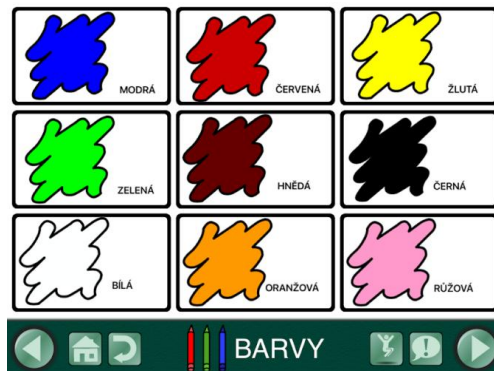 MODRÁ
ČERVENÁ
ŽLUTÁ
ZELENÁ
HNĚDÁ
ČERNÁ
BÍLÁ
ORANŽOVÁ
RŮŽOVÁ
BARVY